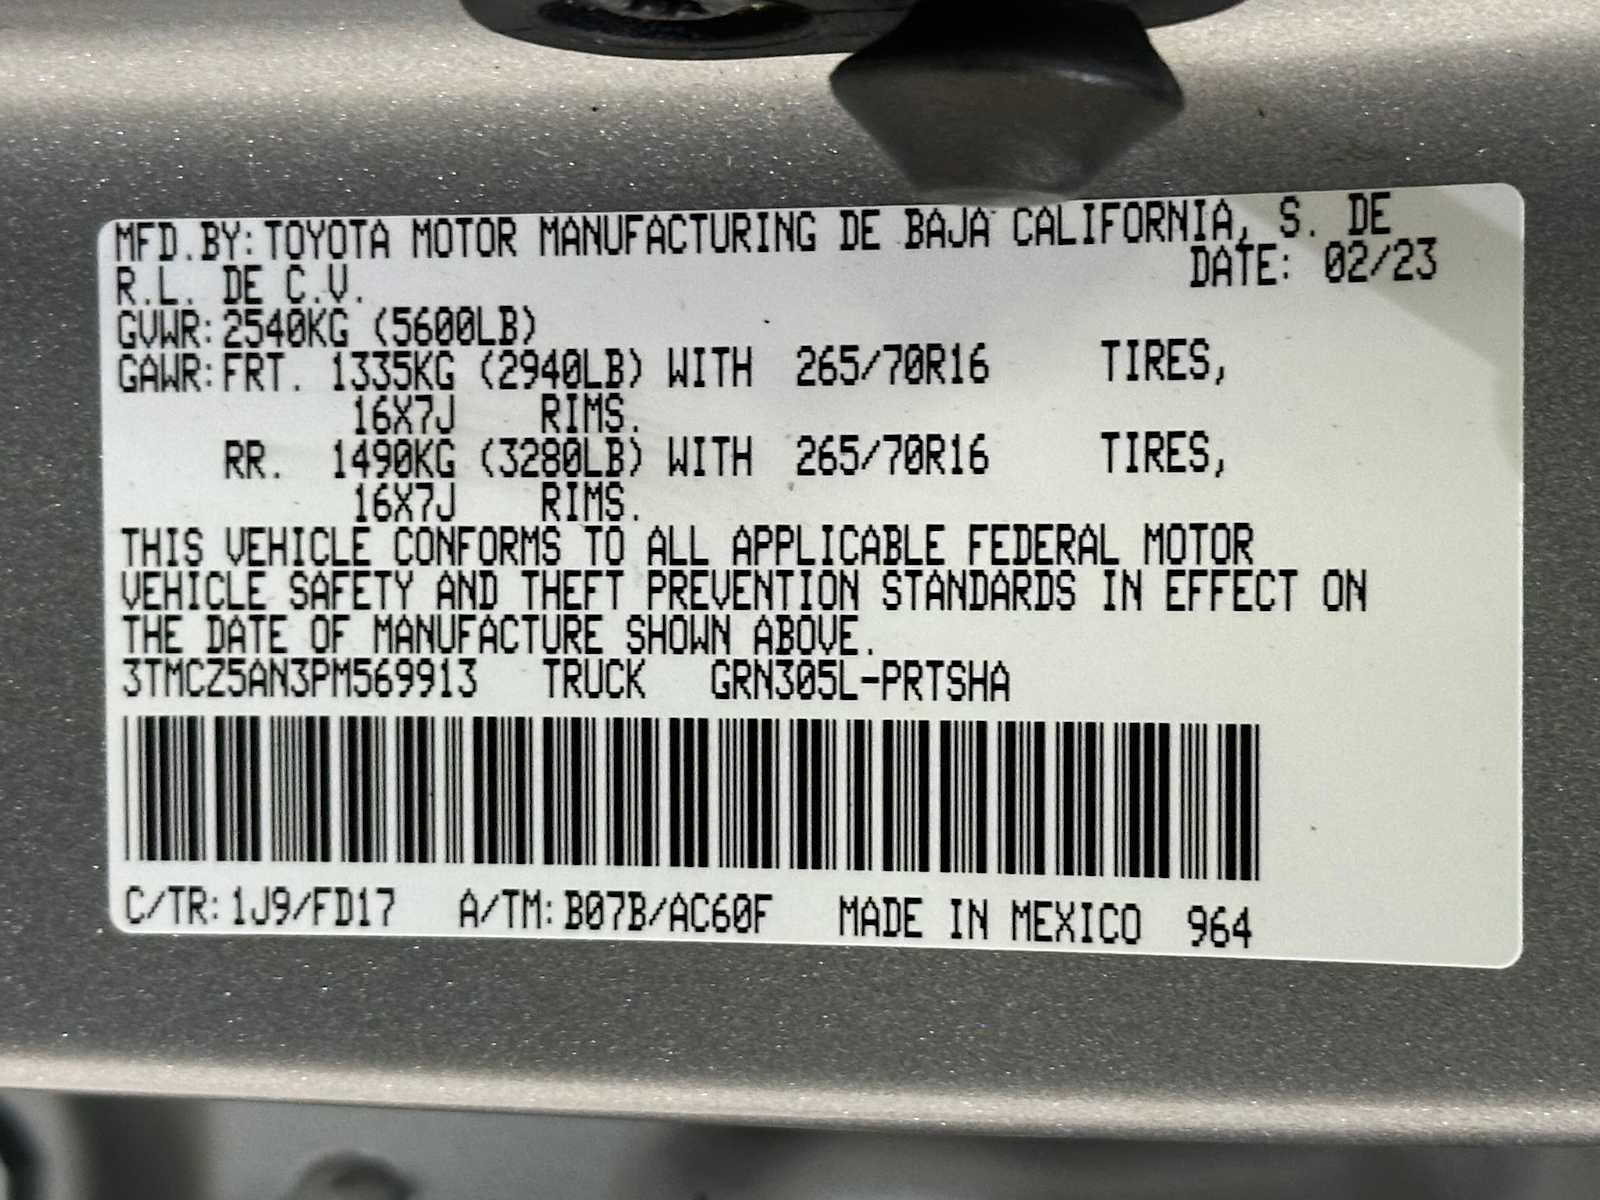 MFD.BY: TOYOTA MOTOR MANUFACTURING DE BAJA CALIFORNIA, S. DE
R.L. DE C.V. DATE: 02/23
GVWR: 2540KG (5600LB)
GAWR: FRT. 1335KG (2940LB) WITH 265/70R16 TIRES,
16X7J RIMS.
RR. 1490KG (3280LB) WITH 265/70R16 TIRES,
16X7J RIMS.
THIS VEHICLE CONFORMS TO ALL APPLICABLE FEDERAL MOTOR
VEHICLE SAFETY AND THEFT PREVENTION STANDARDS IN EFFECT ON
THE DATE OF MANUFACTURE SHOWN ABOVE.
3TMCZ5AN3PM569913 TRUCK GRN305L-PRTSHA
C/TR: 1J9/FD17 A/TM: B07B/AC60F MADE IN MEXICO 964